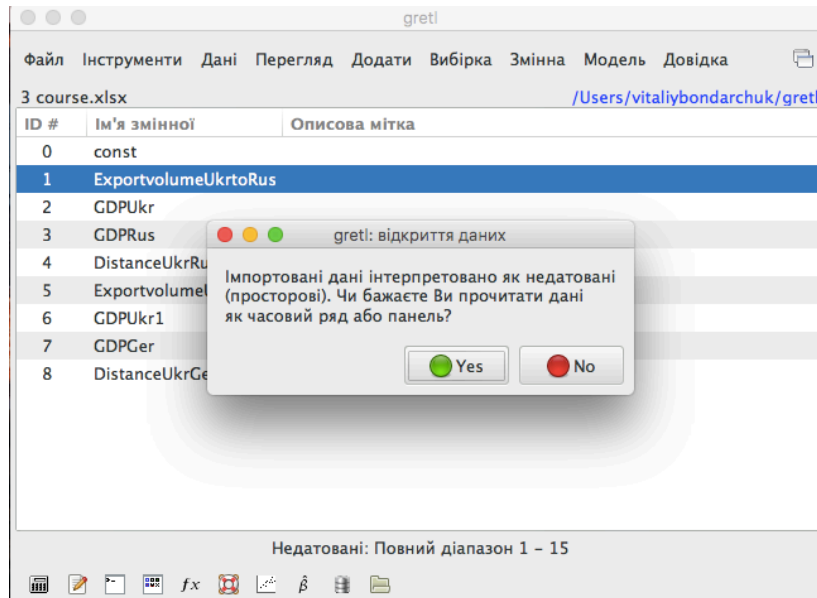 gretl
Файл Інструменти Дані Перегляд Додати Вибірка Змінна Модель Довідка
3 course.xlsx /Users/vitaliybondarchuk/gretl
ID # Ім'я змінної Описова мітка
0 const
1 ExportvolumeUkrtoRus
2 GDPUkr
3 GDPRus
4 DistanceUkrRu
5 Exportvolume
6 GDPUkr1
7 GDPGer
8 DistanceUkrGe
gretl: відкриття даних
Імпортовані дані інтерпретовано як недатовані
(просторові). Чи бажаєте Ви прочитати дані
як часовий ряд або панель?
Yes No
Недатовані: Повний діапазон 1 – 15
fx β̂